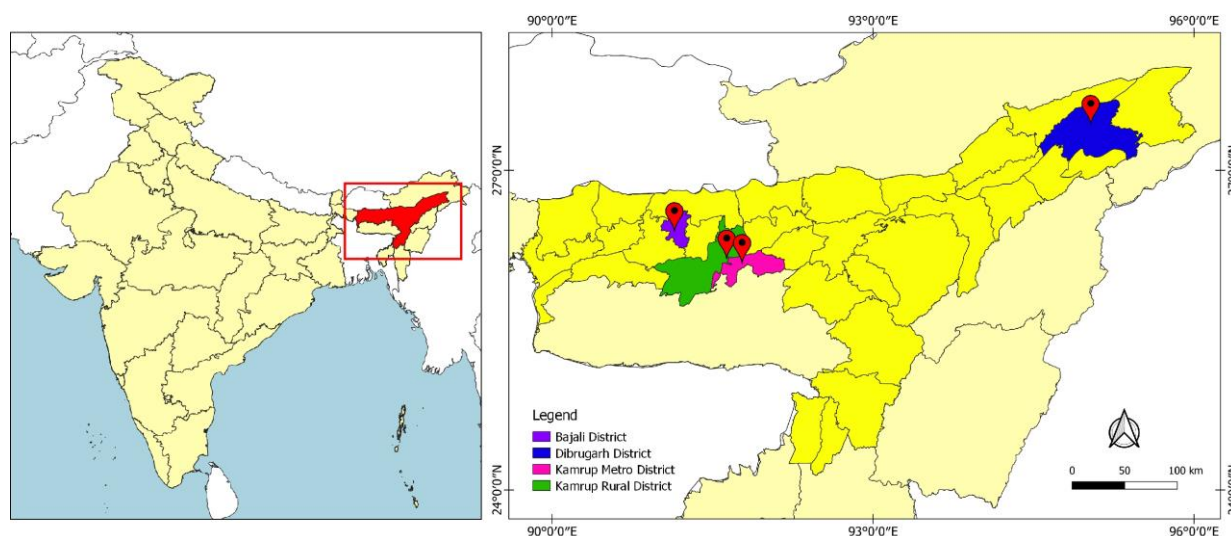 90°0'0"E 93°0'0"E 96°0'0"E
27°0'0"N
24°0'0"N
Legend
Bajali District
Dibrugarh District
Kamrup Metro District
Kamrup Rural District
0 50 100 km
90°0'0"E 93°0'0"E 96°0'0"E